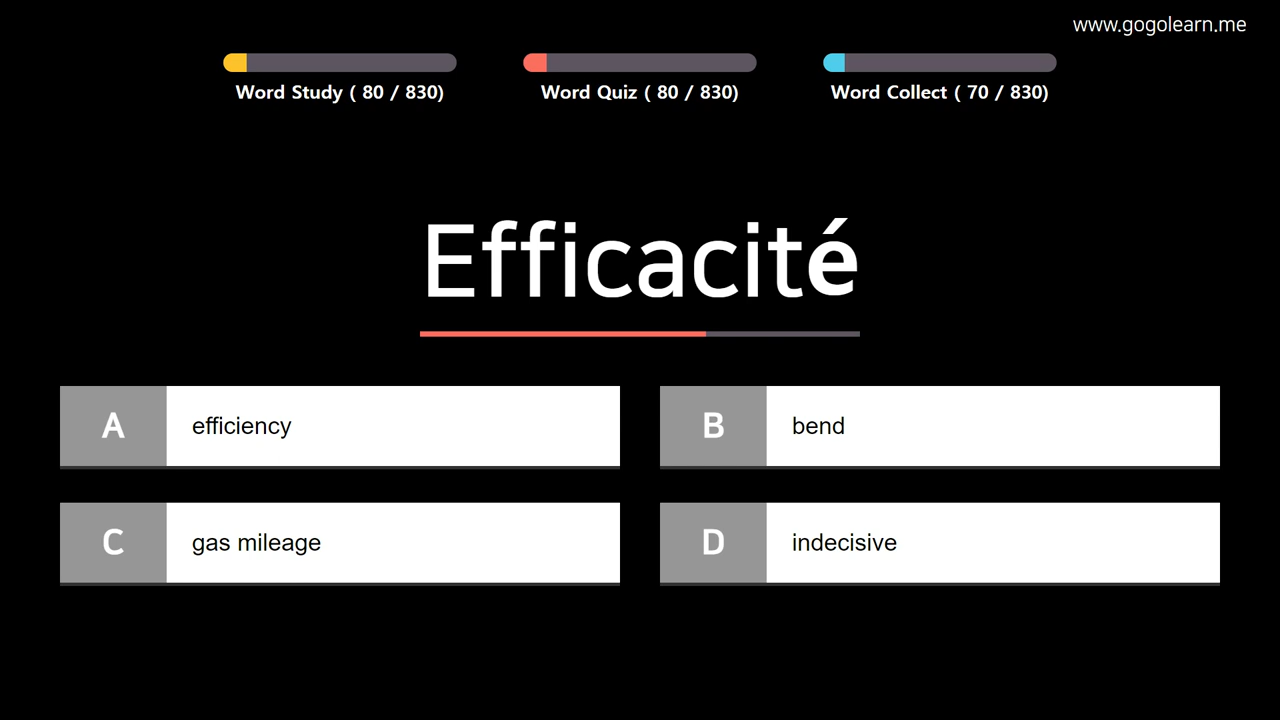 www.gogolearn.me
Word Study ( 80 / 830)
Word Quiz ( 80 / 830)
Word Collect ( 70 / 830)
Efficacité
A efficiency
B bend
C gas mileage
D indecisive